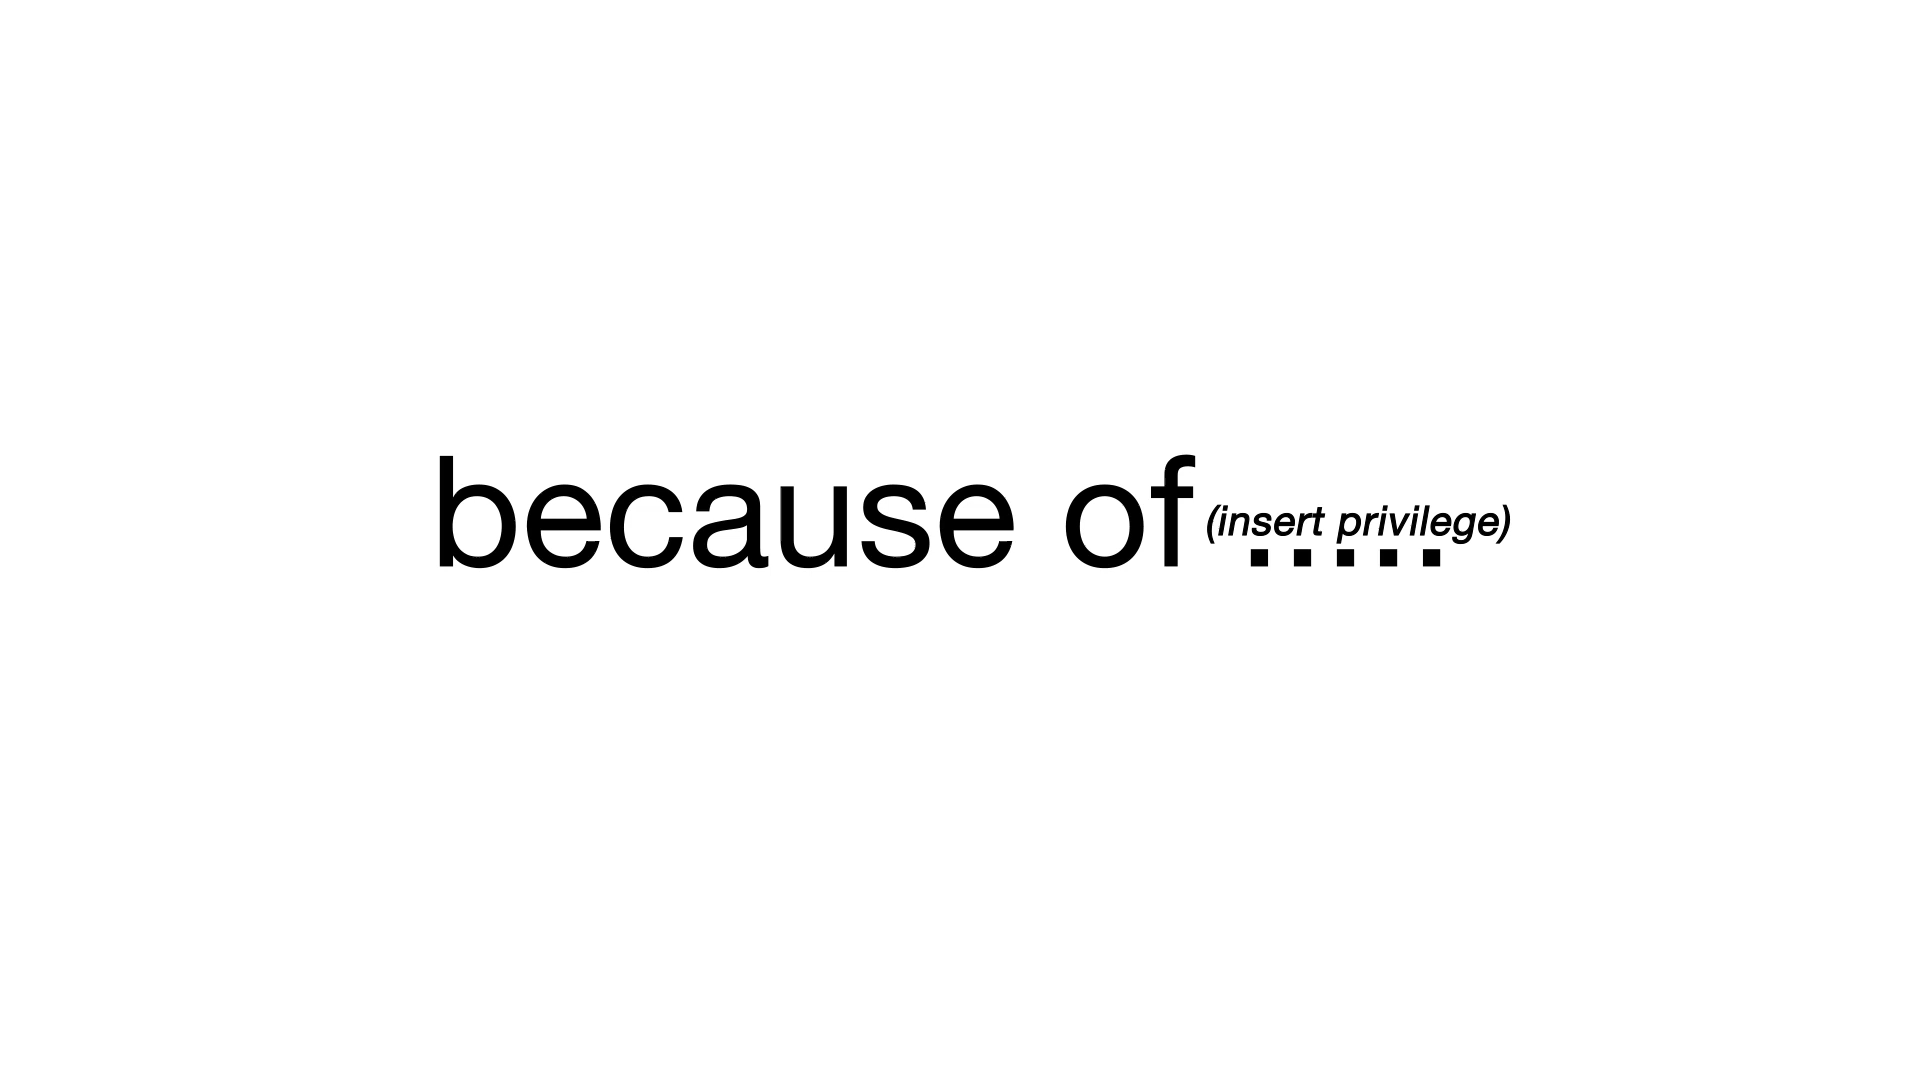 because of (insert privilege) .....